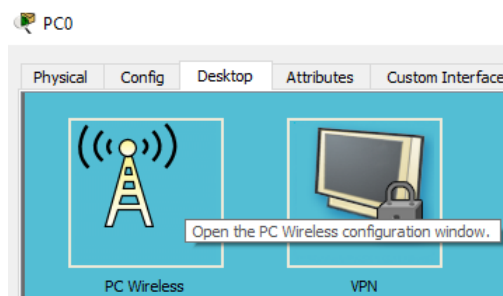 PC0
Physical Config Desktop Attributes Custom Interface
Open the PC Wireless configuration window.
PC Wireless VPN